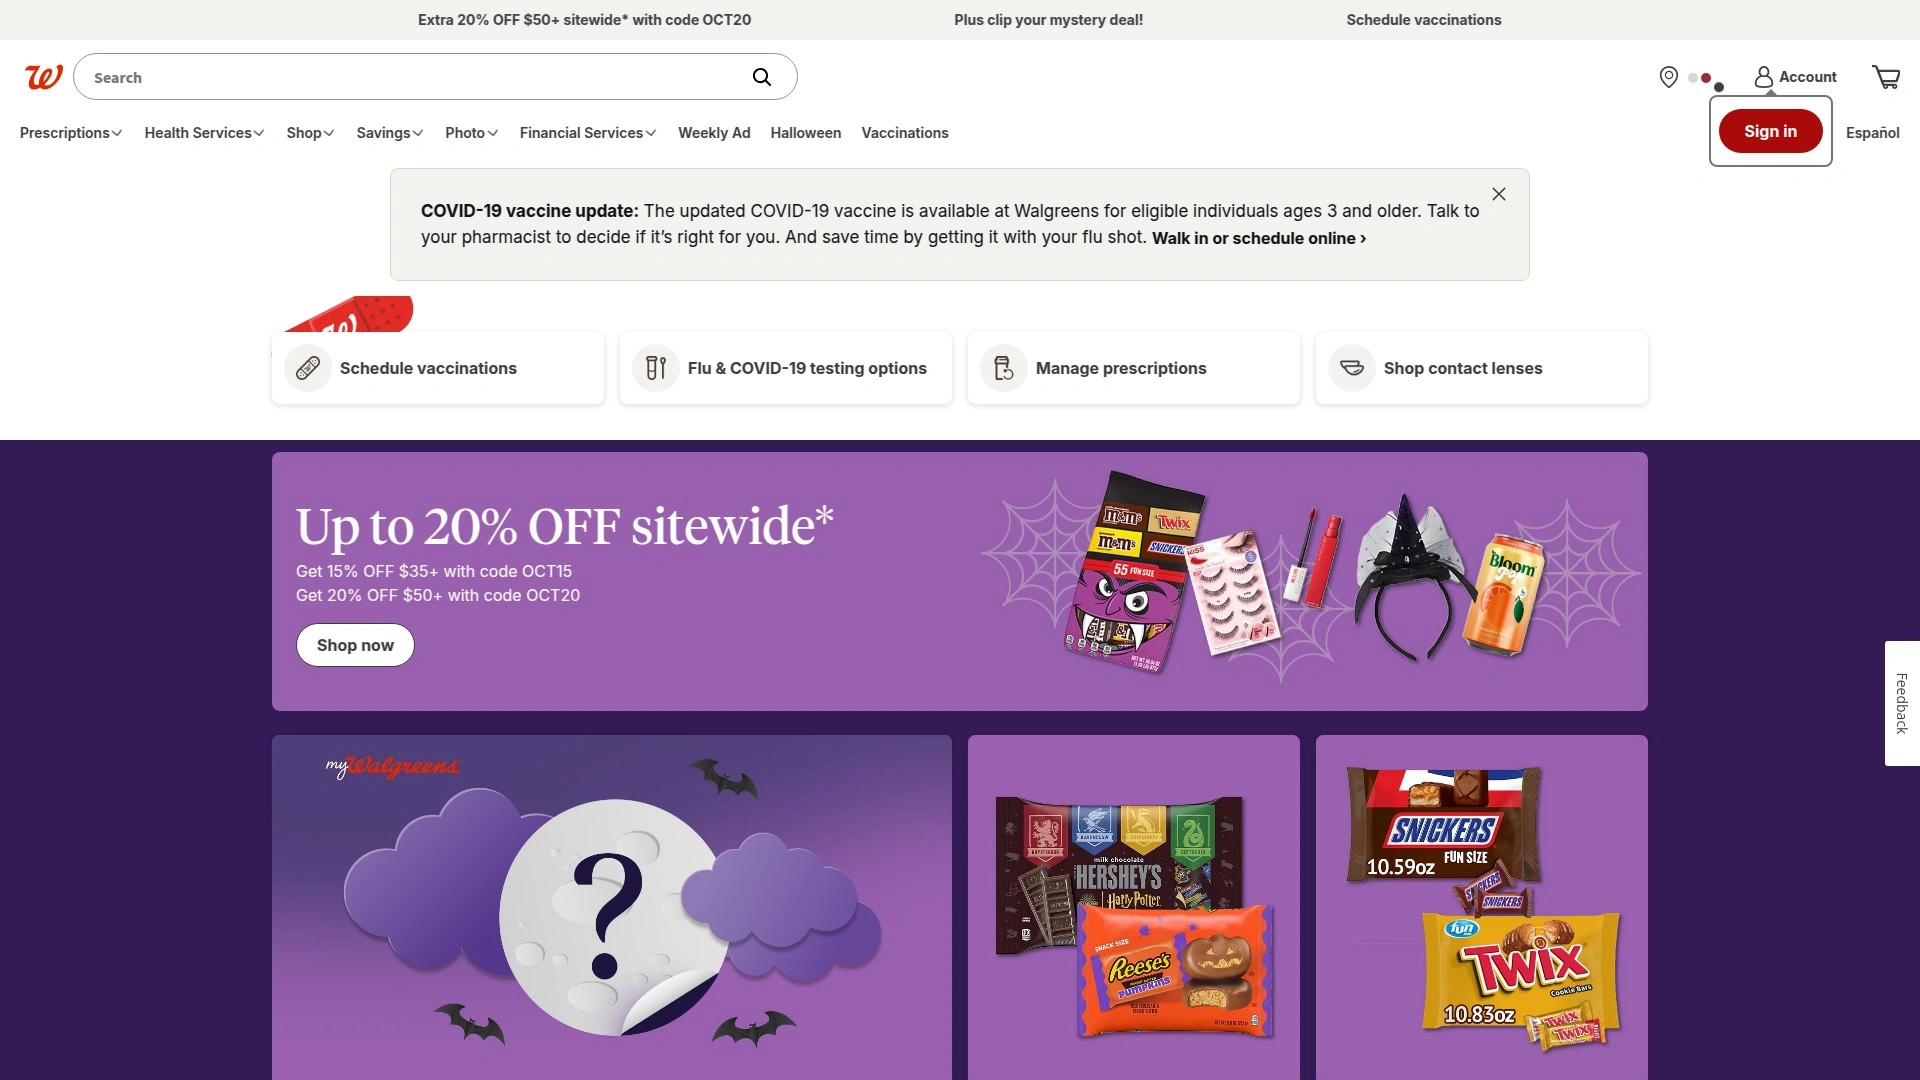 Extra 20% OFF $50+ sitewide* with code OCT20
Plus clip your mystery deal!
Schedule vaccinations
W
Search
Account
Prescriptions
Health Services
Shop
Savings
Photo
Financial Services
Weekly Ad
Halloween
Vaccinations
Sign in
Español
COVID-19 vaccine update: The updated COVID-19 vaccine is available at Walgreens for eligible individuals ages 3 and older. Talk to
your pharmacist to decide if it’s right for you. And save time by getting it with your flu shot. Walk in or schedule online ›
W
Schedule vaccinations
Flu & COVID-19 testing options
Manage prescriptions
Shop contact lenses
Up to 20% OFF sitewide*
Get 15% OFF $35+ with code OCT15
Get 20% OFF $50+ with code OCT20
Shop now
m&m's
TWIX
m&m's
SNICKERS
55 FUN SIZE
KISS
Bloom
Pop
Feedback
myWalgreens
?
GRYFFINDOR
RAVENCLAW
HUFFLEPUFF
SLYTHERIN
milk chocolate
HERSHEY'S
Harry Potter
SNACK SIZE
Reese's
PUMPKINS
SNICKERS
FUN SIZE
10.59oz
SNICKERS
SNICKERS
fun
TWIX
Cookie Bars
10.83oz
TWIX
TWIX